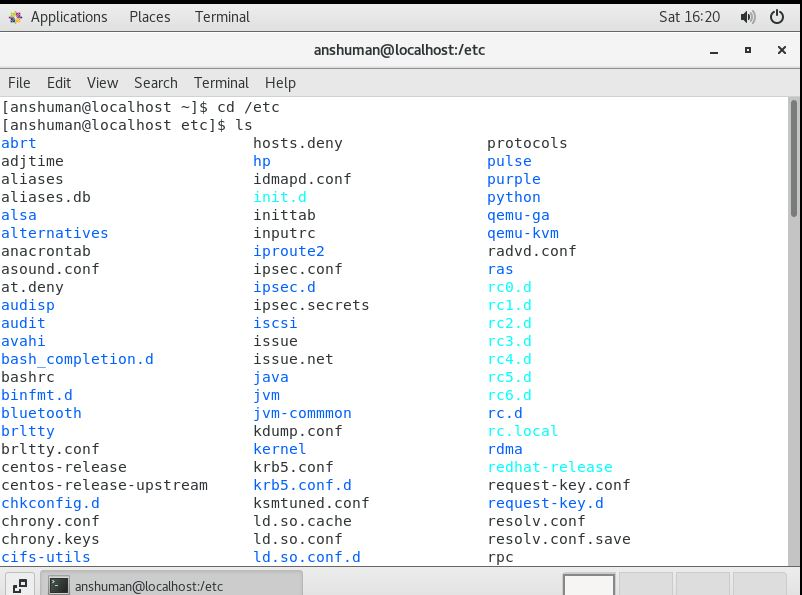 Applications Places Terminal Sat 16:20
anshuman@localhost:/etc
File Edit View Search Terminal Help
[anshuman@localhost ~]$ cd /etc
[anshuman@localhost etc]$ ls
abrt hosts.deny protocols
adjtime hp pulse
aliases idmapd.conf purple
aliases.db init.d python
alsa inittab qemu-ga
alternatives inputrc qemu-kvm
anacrontab iproute2 radvd.conf
asound.conf ipsec.conf ras
at.deny ipsec.d rc0.d
audisp ipsec.secrets rc1.d
audit iscsi rc2.d
avahi issue rc3.d
bash_completion.d issue.net rc4.d
bashrc java rc5.d
binfmt.d jvm rc6.d
bluetooth jvm-commmon rc.d
brltty kdump.conf rc.local
brltty.conf kernel rdma
centos-release krb5.conf redhat-release
centos-release-upstream krb5.conf.d request-key.conf
chkconfig.d ksmtuned.conf request-key.d
chrony.conf ld.so.cache resolv.conf
chrony.keys ld.so.conf resolv.conf.save
cifs-utils ld.so.conf.d rpc
anshuman@localhost:/etc